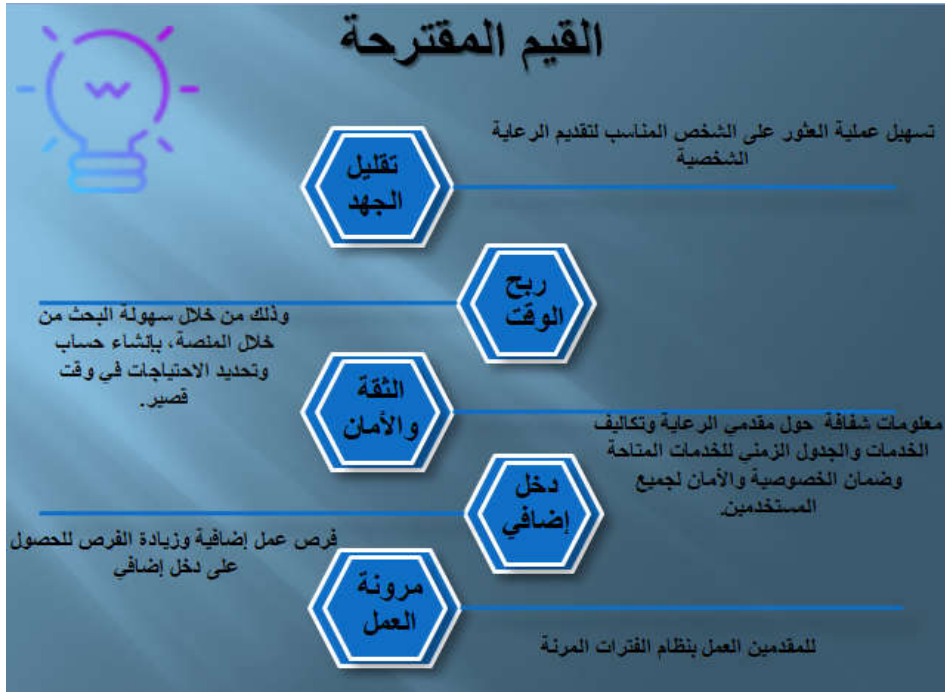 القيم المقترحة
تسهيل عملية العثور على الشخص المناسب لتقديم الرعاية
الشخصية
تقليل
الجهد
ربح
الوقت
وذلك من خلال سهولة البحث من
خلال المنصة، بإنشاء حساب
وتحديد الاحتياجات في وقت
قصير.
الثقة
والأمان
معلومات شفافة حول مقدمي الرعاية وتكاليف
الخدمات والجدول الزمني للخدمات المتاحة
وضمان الخصوصية والأمان لجميع
المستخدمين.
دخل
إضافي
فرص عمل إضافية وزيادة الفرص للحصول
على دخل إضافي
مرونة
العمل
للمقدمين العمل بنظام الفترات المرنة